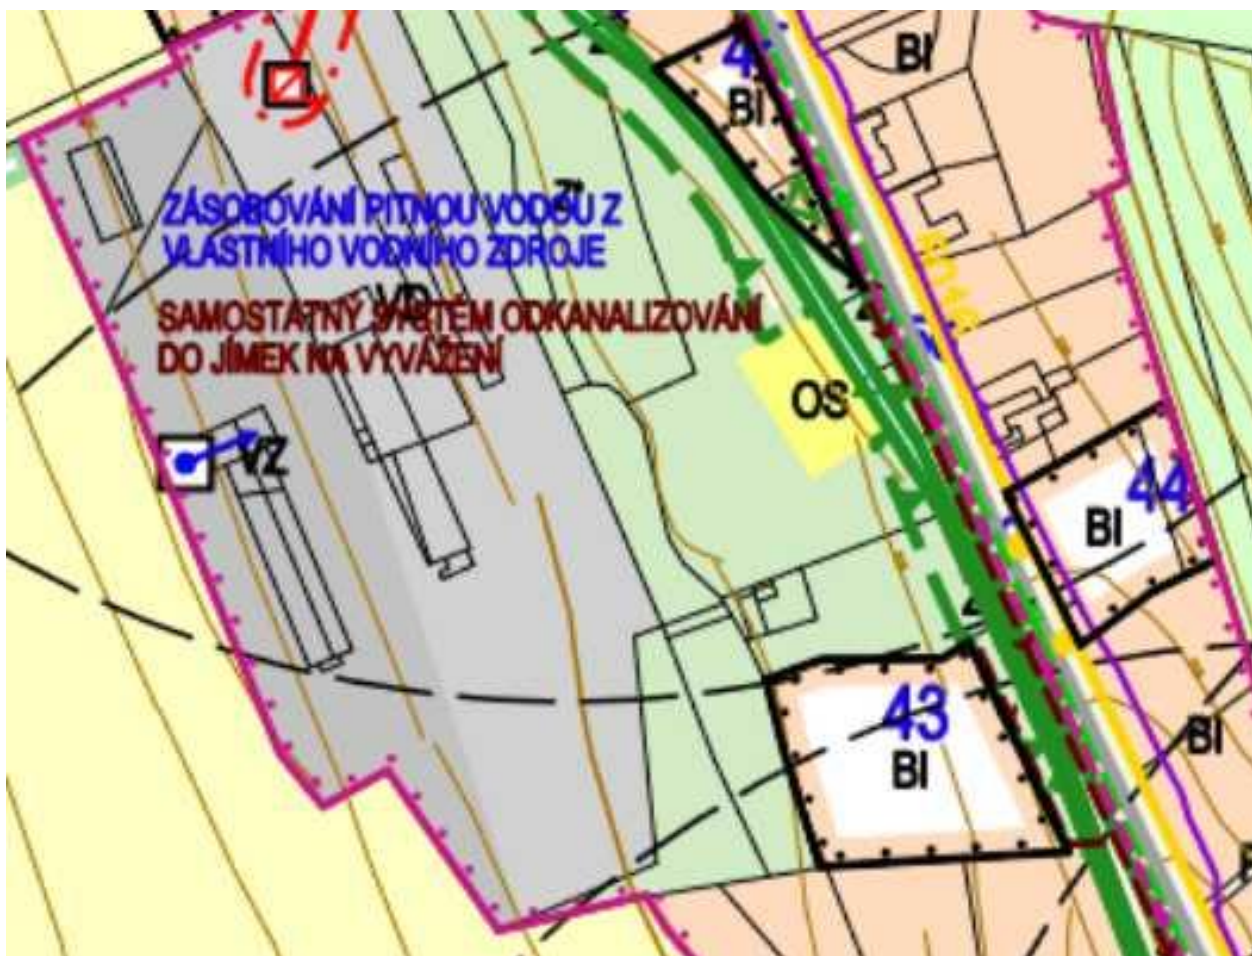 BI
4
BI
ZÁSOBOVÁNÍ PITNOU VODOU Z
VLASTNÍHO VODNÍHO ZDROJE
SAMOSTATNÝ SYSTÉM ODKANALIZOVÁNÍ
DO JÍMEK NA VYVÁŽENÍ
OS
VZ
44
BI
43
BI
BI